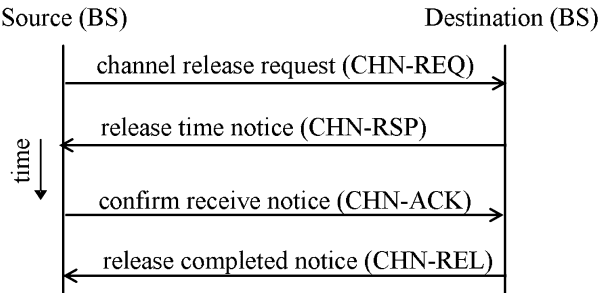 Source (BS)
Destination (BS)
channel release request (CHN-REQ)
release time notice (CHN-RSP)
time
confirm receive notice (CHN-ACK)
release completed notice (CHN-REL)